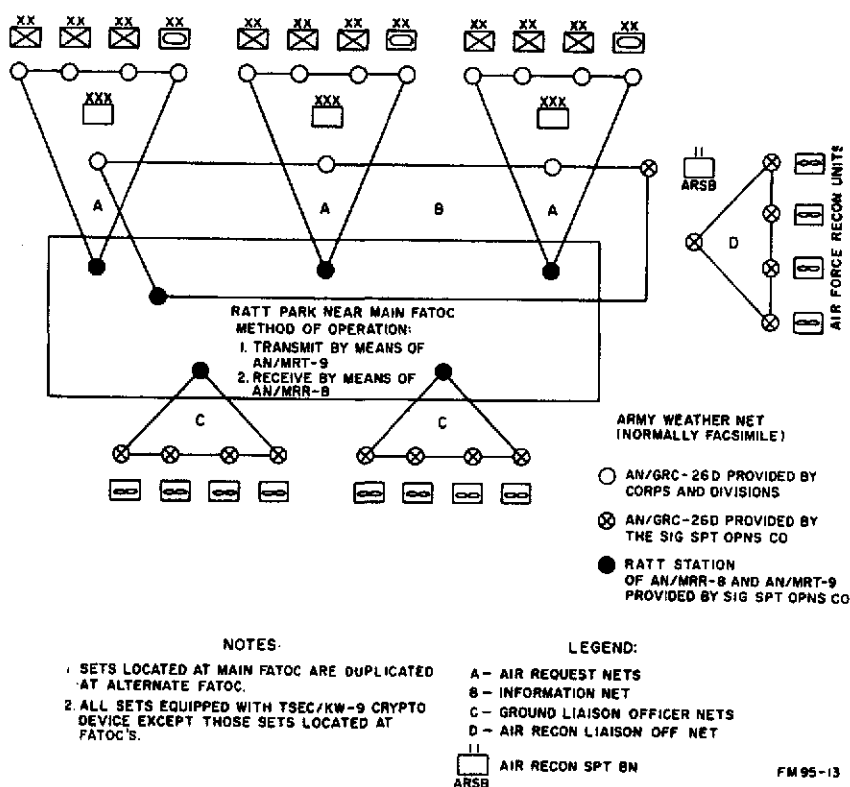 XX XX XX XX XX XX XX XX XX XX XX XX
XXX XXX XXX
II
ARSB
AIR FORCE RECON UNITS
A A B A D
RATT PARK NEAR MAIN FATOC
METHOD OF OPERATION:
1. TRANSMIT BY MEANS OF
AN/MRT-9
2. RECEIVE BY MEANS OF
AN/MRR-8
C C
ARMY WEATHER NET
(NORMALLY FACSIMILE)
AN/GRC-26D PROVIDED BY
CORPS AND DIVISIONS
AN/GRC-26D PROVIDED BY
THE SIG SPT OPNS CO
RATT STATION
OF AN/MRR-8 AND AN/MRT-9
PROVIDED BY SIG SPT OPNS CO
NOTES:
1 SETS LOCATED AT MAIN FATOC ARE DUPLICATED
AT ALTERNATE FATOC.
2. ALL SETS EQUIPPED WITH TSEC/KW-9 CRYPTO
DEVICE EXCEPT THOSE SETS LOCATED AT
FATOC'S.
LEGEND:
A - AIR REQUEST NETS
B - INFORMATION NET
C - GROUND LIAISON OFFICER NETS
D - AIR RECON LIAISON OFF NET
II
ARSB
AIR RECON SPT BN
FM 95-13